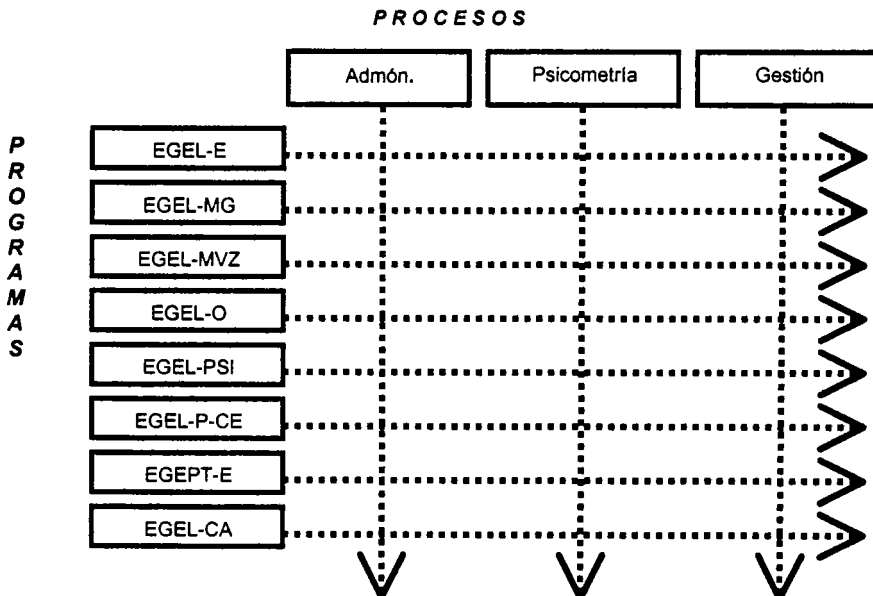 PROCESOS
Admón. Psicometría Gestión
PROGRAMAS
EGEL-E
EGEL-MG
EGEL-MVZ
EGEL-O
EGEL-PSI
EGEL-P-CE
EGEPT-E
EGEL-CA